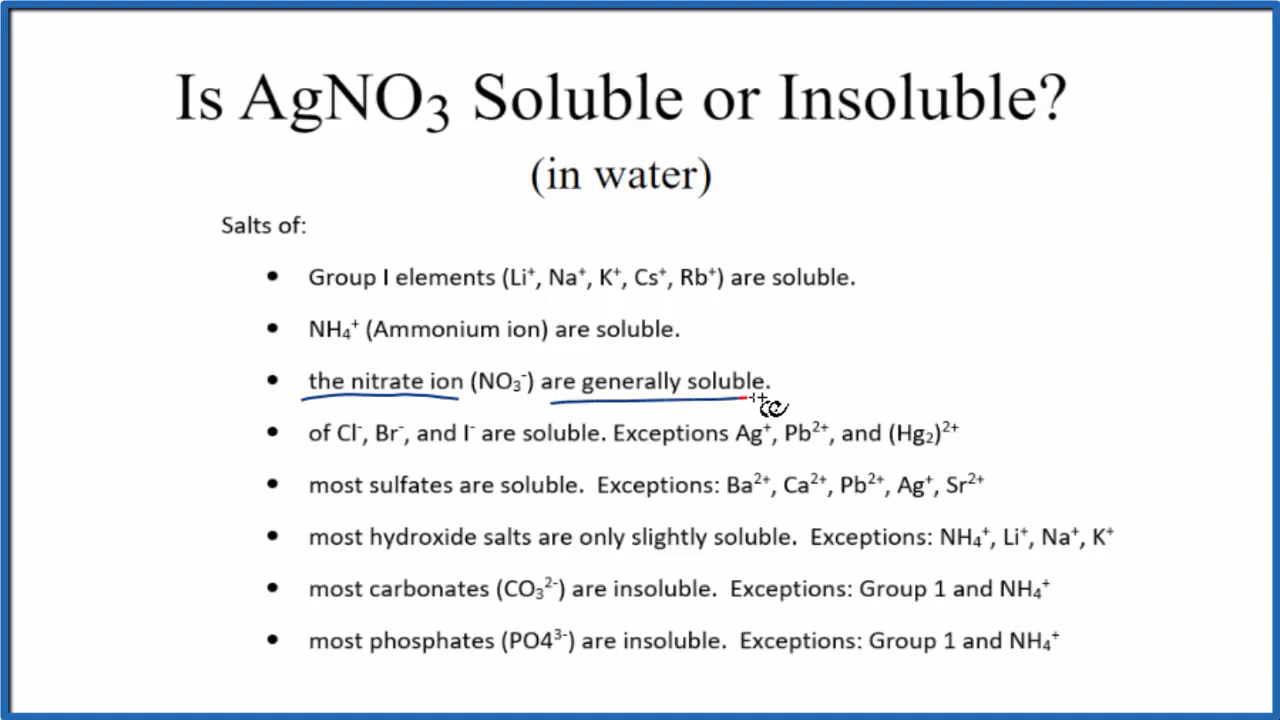 Is AgNO₃ Soluble or Insoluble?
(in water)
Salts of:
• Group I elements (Li⁺, Na⁺, K⁺, Cs⁺, Rb⁺) are soluble.
• NH₄⁺ (Ammonium ion) are soluble.
• the nitrate ion (NO₃⁻) are generally soluble.
• of Cl⁻, Br⁻, and I⁻ are soluble. Exceptions Ag⁺, Pb²⁺, and (Hg₂)²⁺
• most sulfates are soluble.  Exceptions: Ba²⁺, Ca²⁺, Pb²⁺, Ag⁺, Sr²⁺
• most hydroxide salts are only slightly soluble.  Exceptions: NH₄⁺, Li⁺, Na⁺, K⁺
• most carbonates (CO₃²⁻) are insoluble.  Exceptions: Group 1 and NH₄⁺
• most phosphates (PO4³⁻) are insoluble.  Exceptions: Group 1 and NH₄⁺